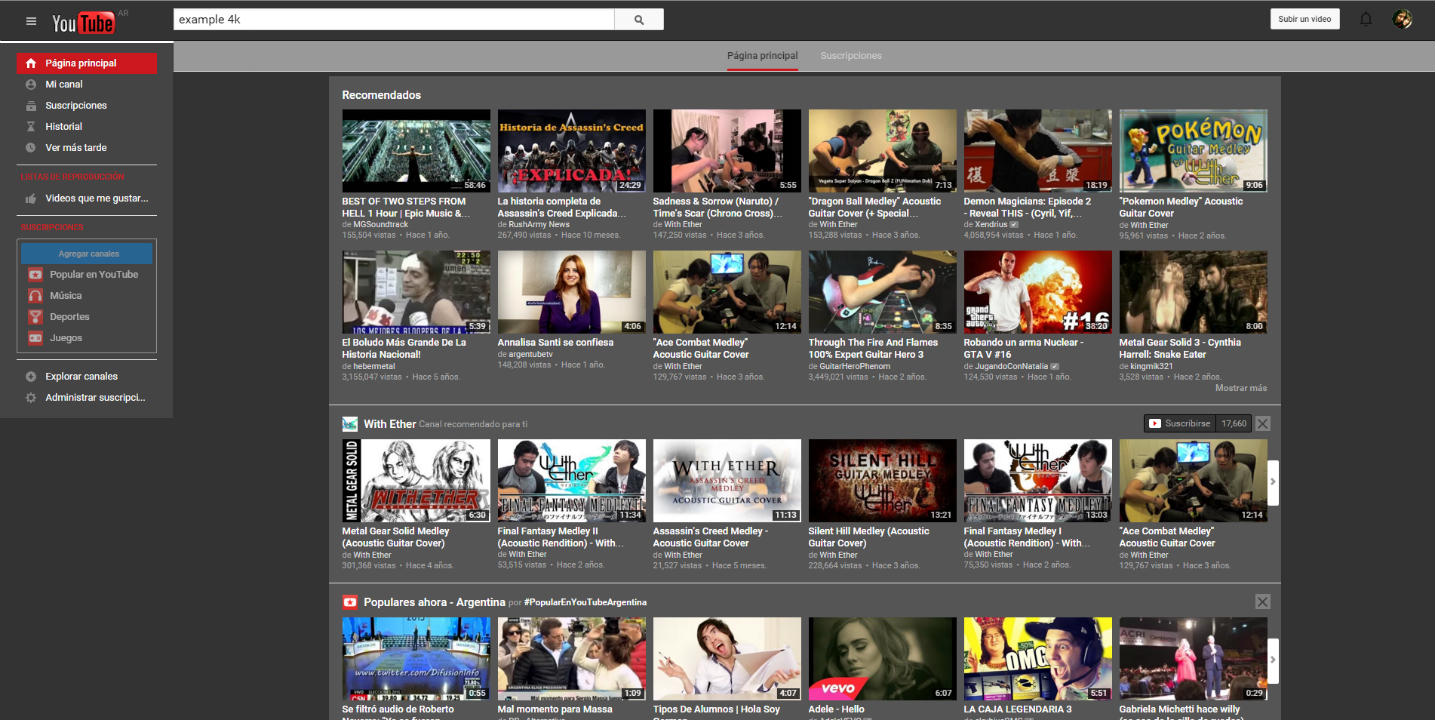 YouTube AR
example 4k
Subir un video
Página principal
Suscripciones
Página principal
Mi canal
Suscripciones
Historial
Ver más tarde
LISTAS DE REPRODUCCIÓN
Videos que me gustar...
SUSCRIPCIONES
Agregar canales
Popular en YouTube
Música
Deportes
Juegos
Explorar canales
Administrar suscripci...
Recomendados
58:46
Historia de Assassin's Creed
¡EXPLICADA!
24:29
5:55
Vegeta Super Saiyan - Dragon Ball Z (FUNimation Dub)
7:13
18:19
POKéMON
Guitar Medley
9:06
BEST OF TWO STEPS FROM
HELL 1 Hour | Epic Music &...
de MGSoundtrack
155,504 vistas • Hace 1 año.
La historia completa de
Assassin's Creed Explicada...
de RushArmy News
267,490 vistas • Hace 10 meses.
Sadness & Sorrow (Naruto) /
Time's Scar (Chrono Cross)...
de With Ether
147,250 vistas • Hace 3 años.
"Dragon Ball Medley" Acoustic
Guitar Cover (+ Special...
de With Ether
153,288 vistas • Hace 3 años.
Demon Magicians: Episode 2
- Reveal THIS - (Cyril, Yif,...
de Xendrius
4,058,954 vistas • Hace 1 año.
"Pokemon Medley" Acoustic
Guitar Cover
de With Ether
95,961 vistas • Hace 2 años.
LOS MEJORES BLOOPERS DE LA
5:39
4:06
12:14
8:35
grand
theft
auto
#16
38:20
8:00
El Boludo Más Grande De La
Historia Nacional!
de hebermetal
3,155,047 vistas • Hace 5 años.
Annalisa Santi se confiesa
de argentubetv
148,208 vistas • Hace 1 año.
"Ace Combat Medley"
Acoustic Guitar Cover
de With Ether
129,767 vistas • Hace 3 años.
Through The Fire And Flames
100% Expert Guitar Hero 3
de GuitarHeroPhenom
3,449,021 vistas • Hace 2 años.
Robando un arma Nuclear -
GTA V #16
de JugandoConNatalia
124,530 vistas • Hace 1 año.
Metal Gear Solid 3 - Cynthia
Harrell: Snake Eater
de kingmik321
3,528 vistas • Hace 2 años.
Mostrar más
With Ether Canal recomendado para ti
Suscribirse 17,660
METAL GEAR SOLID
WITH ETHER
6:30
With Ether
FINAL FANTASY MEDLEY II
11:34
WITH ETHER
ASSASSIN'S CREED
MEDLEY
ACOUSTIC GUITAR COVER
11:13
SILENT HILL
GUITAR MEDLEY
With Ether
13:21
With Ether
FINAL FANTASY MEDLEY I
13:03
12:14
Metal Gear Solid Medley
(Acoustic Guitar Cover)
de With Ether
301,368 vistas • Hace 4 años.
Final Fantasy Medley II
(Acoustic Rendition) - With...
de With Ether
53,515 vistas • Hace 2 años.
Assassin's Creed Medley -
Acoustic Guitar Cover
de With Ether
21,527 vistas • Hace 5 meses.
Silent Hill Medley (Acoustic
Guitar Cover)
de With Ether
228,664 vistas • Hace 3 años.
Final Fantasy Medley I
(Acoustic Rendition) - With...
de With Ether
75,350 vistas • Hace 2 años.
"Ace Combat Medley"
Acoustic Guitar Cover
de With Ether
129,767 vistas • Hace 3 años.
Populares ahora - Argentina por #PopularEnYouTubeArgentina
2015
www.twitter.com/DifusionInfo
0:55
1:09
4:07
vevo
6:07
OMG
5:51
ACRI
0:29
Se filtró audio de Roberto
Mal momento para Massa
Tipos De Alumnos | Hola Soy
Adele - Hello
LA CAJA LEGENDARIA 3
Gabriela Michetti hace willy